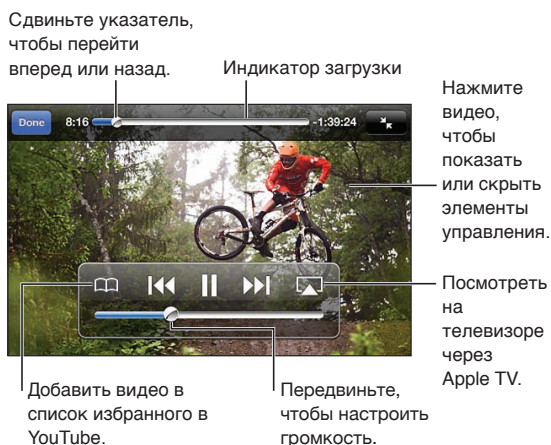 Сдвиньте указатель,
чтобы перейти
вперед или назад.
Индикатор загрузки
Нажмите
видео,
чтобы
показать
или скрыть
элементы
управления.
Done 8:16 -1:39:24
Посмотреть
на
телевизоре
через
Apple TV.
Добавить видео в
список избранного в
YouTube.
Передвиньте,
чтобы настроить
громкость.